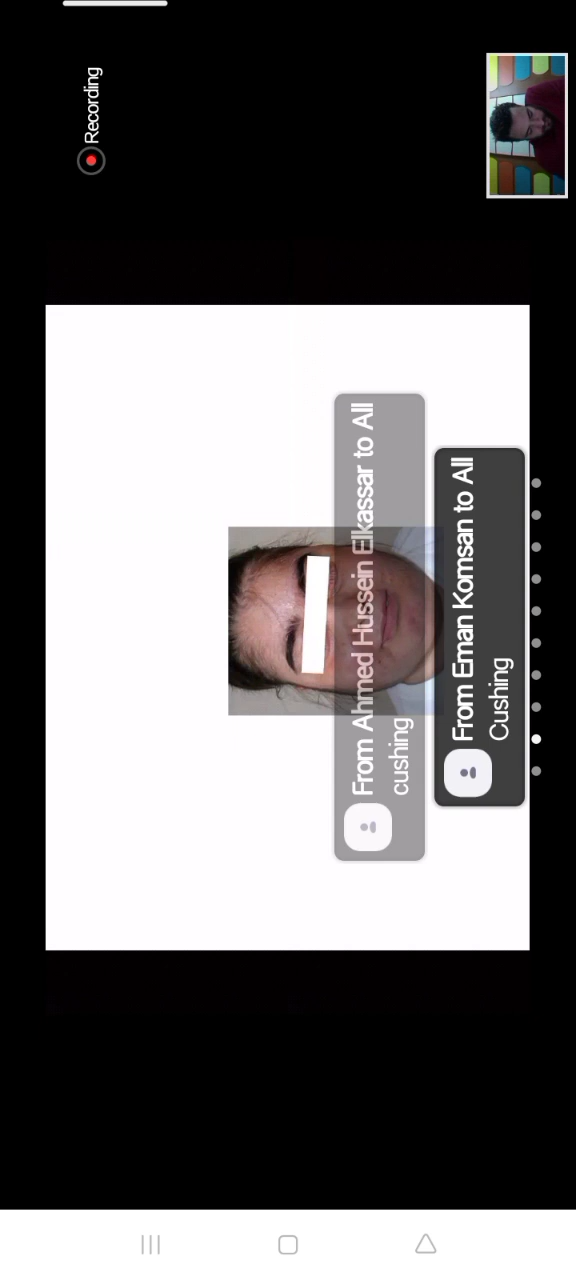 Recording
From Ahmed Hussein Elkassar to All
cushing
From Eman Komsan to All
Cushing